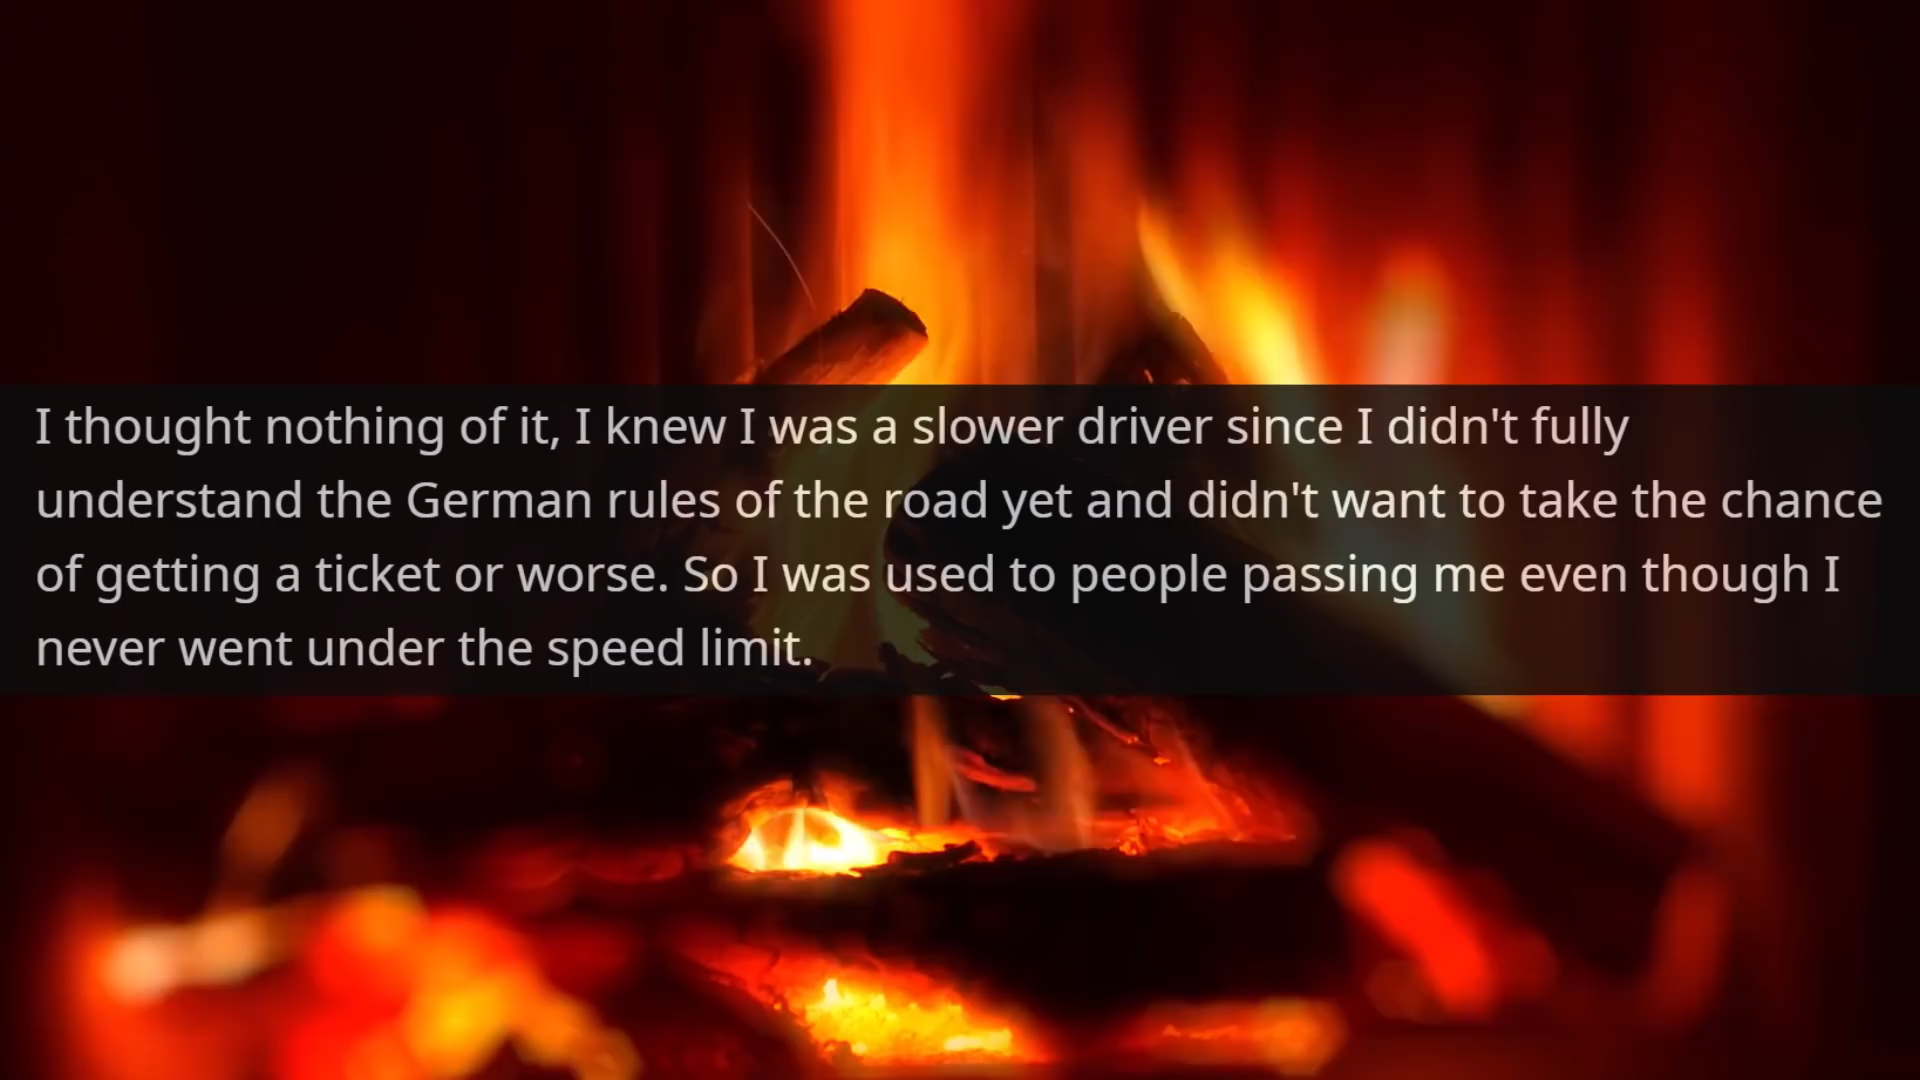 I thought nothing of it, I knew I was a slower driver since I didn't fully
understand the German rules of the road yet and didn't want to take the chance
of getting a ticket or worse. So I was used to people passing me even though I
never went under the speed limit.